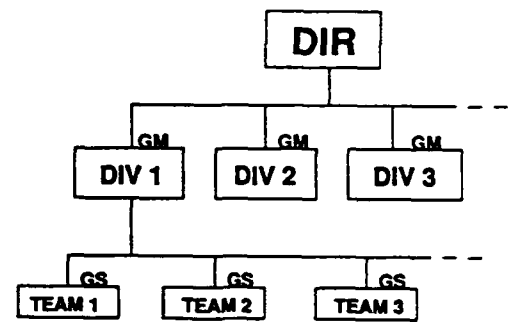 DIR
GM GM GM
DIV 1 DIV 2 DIV 3
GS GS GS
TEAM 1 TEAM 2 TEAM 3